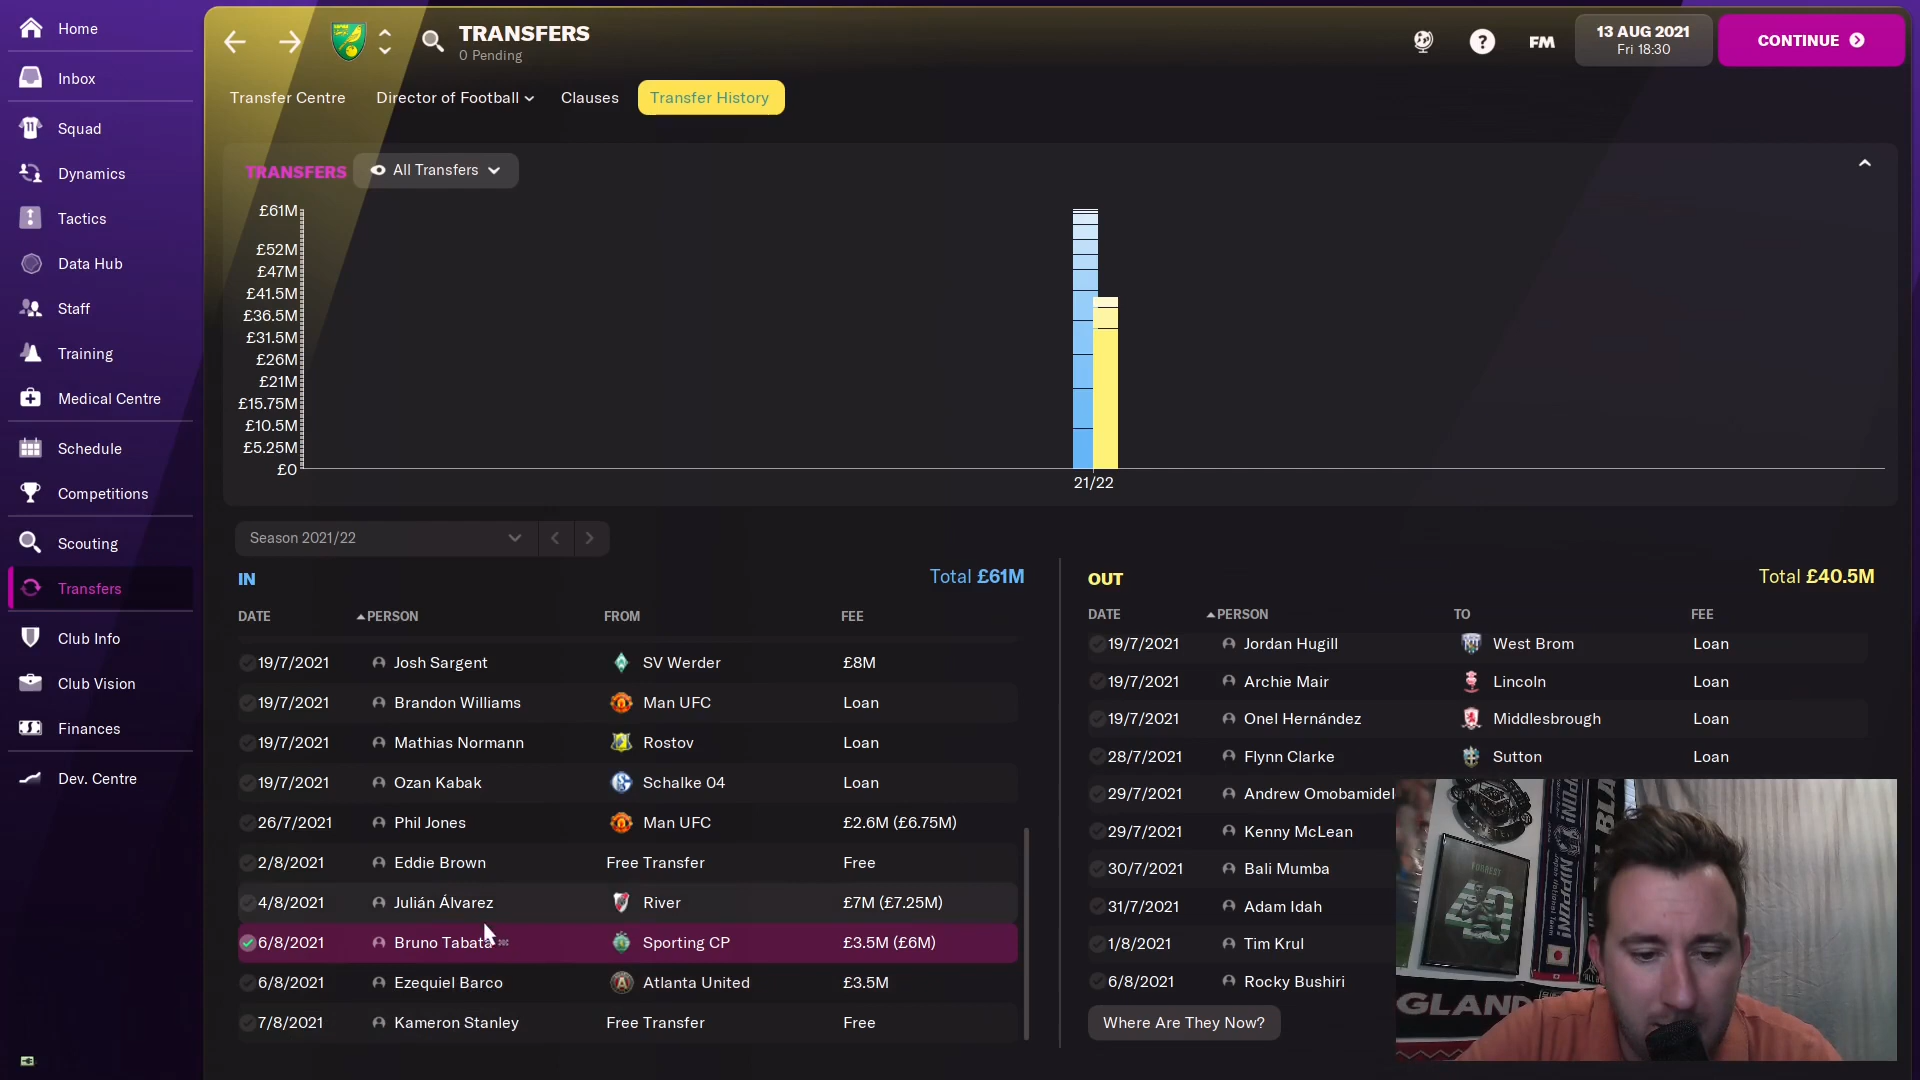 Home
Inbox
Squad
Dynamics
Tactics
Data Hub
Staff
Training
Medical Centre
Schedule
Competitions
Scouting
Transfers
Club Info
Club Vision
Finances
Dev. Centre
TRANSFERS
0 Pending
FM
13 AUG 2021
Fri 18:30
CONTINUE
Transfer Centre Director of Football Clauses Transfer History
TRANSFERS All Transfers
£61M
£52M
£47M
£41.5M
£36.5M
£31.5M
£26M
£21M
£15.75M
£10.5M
£5.25M
£0
21/22
Season 2021/22
IN Total £61M
DATE PERSON FROM FEE
19/7/2021 Josh Sargent SV Werder £8M
19/7/2021 Brandon Williams Man UFC Loan
19/7/2021 Mathias Normann Rostov Loan
19/7/2021 Ozan Kabak Schalke 04 Loan
26/7/2021 Phil Jones Man UFC £2.6M (£6.75M)
2/8/2021 Eddie Brown Free Transfer Free
4/8/2021 Julián Álvarez River £7M (£7.25M)
6/8/2021 Bruno Tabata Sporting CP £3.5M (£6M)
6/8/2021 Ezequiel Barco Atlanta United £3.5M
7/8/2021 Kameron Stanley Free Transfer Free
OUT Total £40.5M
DATE PERSON TO FEE
19/7/2021 Jordan Hugill West Brom Loan
19/7/2021 Archie Mair Lincoln Loan
19/7/2021 Onel Hernández Middlesbrough Loan
28/7/2021 Flynn Clarke Sutton Loan
29/7/2021 Andrew Omobamidel
29/7/2021 Kenny McLean
30/7/2021 Bali Mumba
31/7/2021 Adam Idah
1/8/2021 Tim Krul
6/8/2021 Rocky Bushiri
Where Are They Now?
FORREST
49
NIPPON!
GLAND